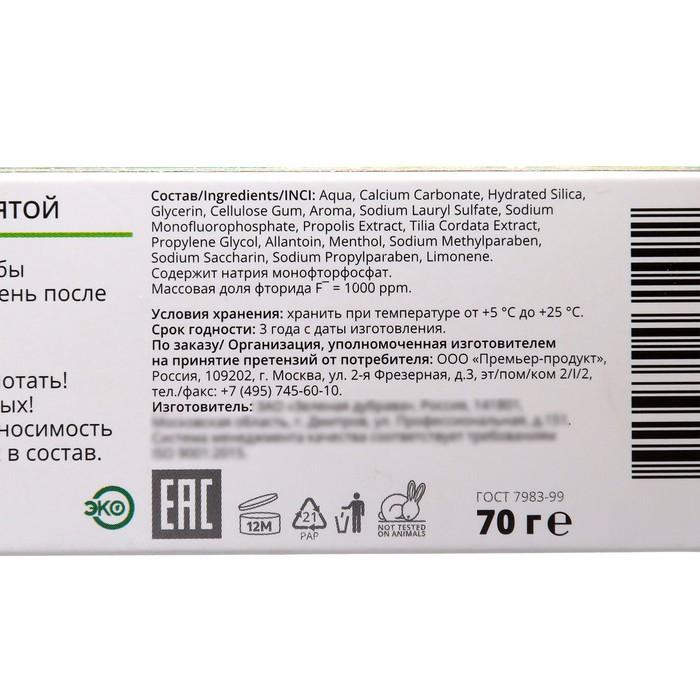 ятой
бы
ень после
отать!
ых!
носимость
в состав.
ЭКО
Состав/Ingredients/INCI: Aqua, Calcium Carbonate, Hydrated Silica,
Glycerin, Cellulose Gum, Aroma, Sodium Lauryl Sulfate, Sodium
Monofluorophosphate, Propolis Extract, Tilia Cordata Extract,
Propylene Glycol, Allantoin, Menthol, Sodium Methylparaben,
Sodium Saccharin, Sodium Propylparaben, Limonene.
Содержит натрия монофторфосфат.
Массовая доля фторида F¯ = 1000 ppm.
Условия хранения: хранить при температуре от +5 °С до +25 °С.
Срок годности: 3 года с даты изготовления.
По заказу/ Организация, уполномоченная изготовителем
на принятие претензий от потребителя: ООО «Премьер-продукт»,
Россия, 109202, г. Москва, ул. 2-я Фрезерная, д.3, эт/пом/ком 2/I/2,
тел./факс: +7 (495) 745-60-10.
Изготовитель:
EAC
12M
21
PAP
NOT TESTED
ON ANIMALS
ГОСТ 7983-99
70 г e